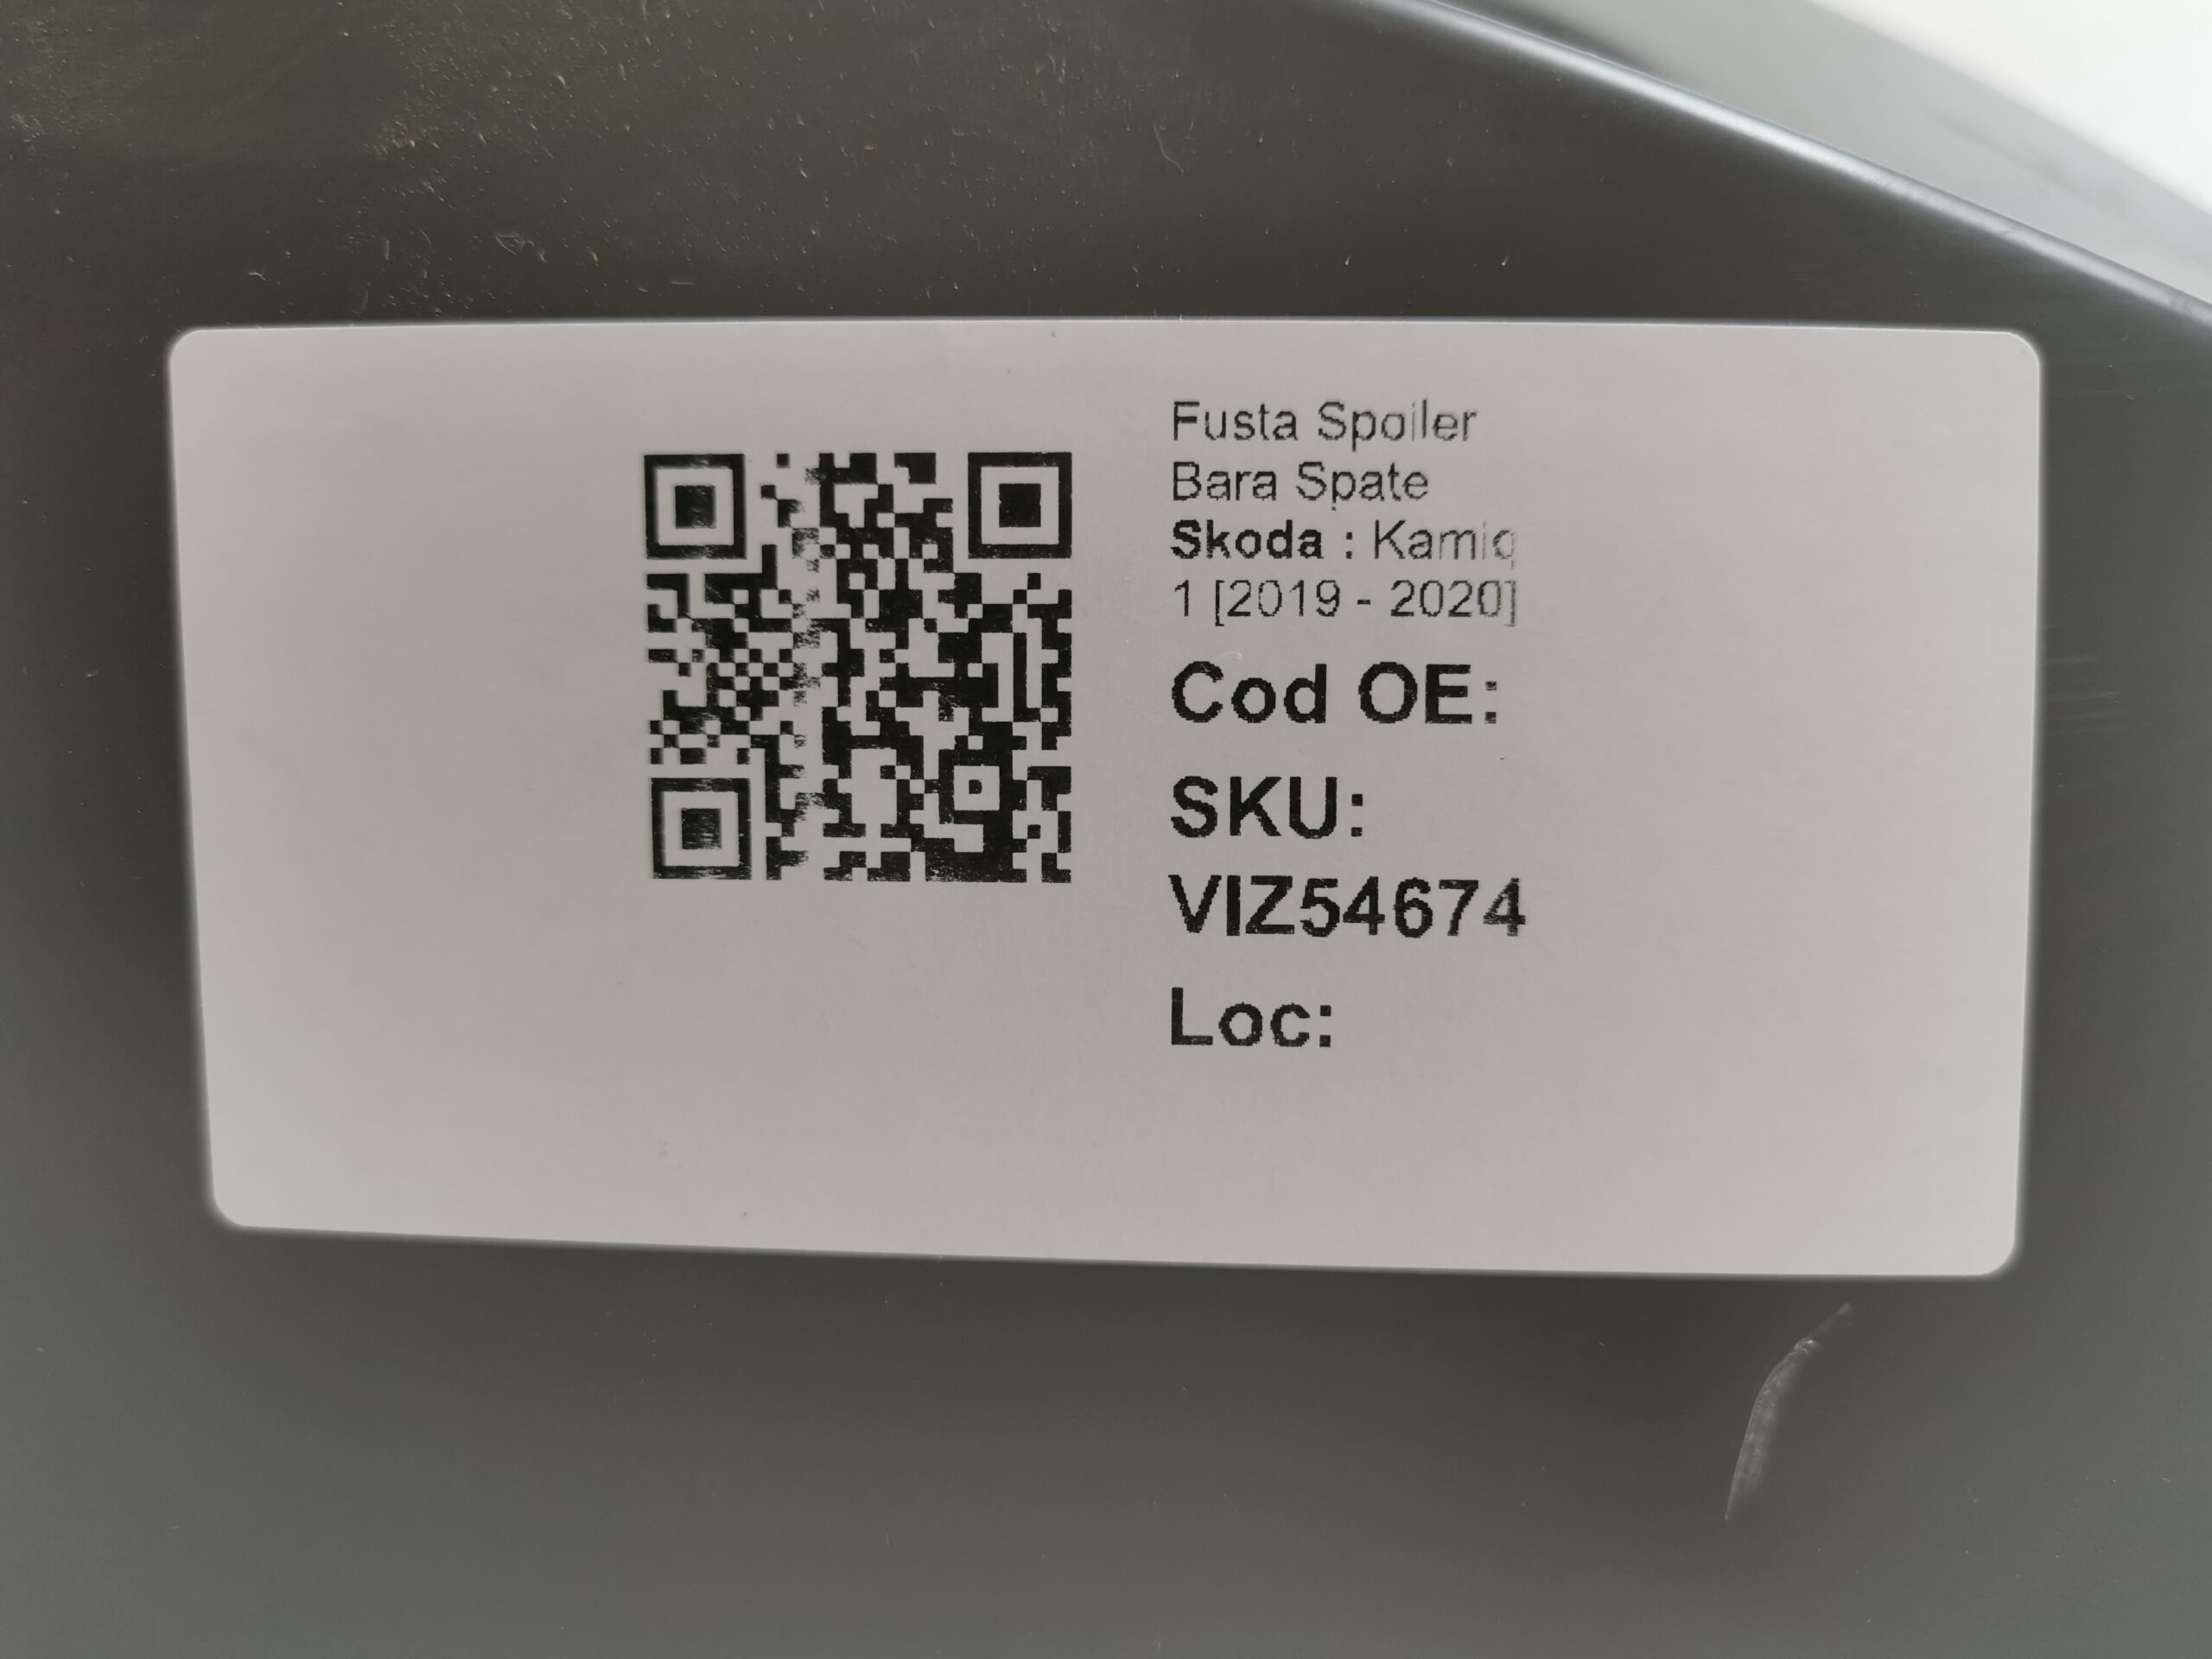 Fusta Spoiler
Bara Spate
Skoda : Kamiq
1 [2019 - 2020]
Cod OE:
SKU:
VIZ54674
Loc: